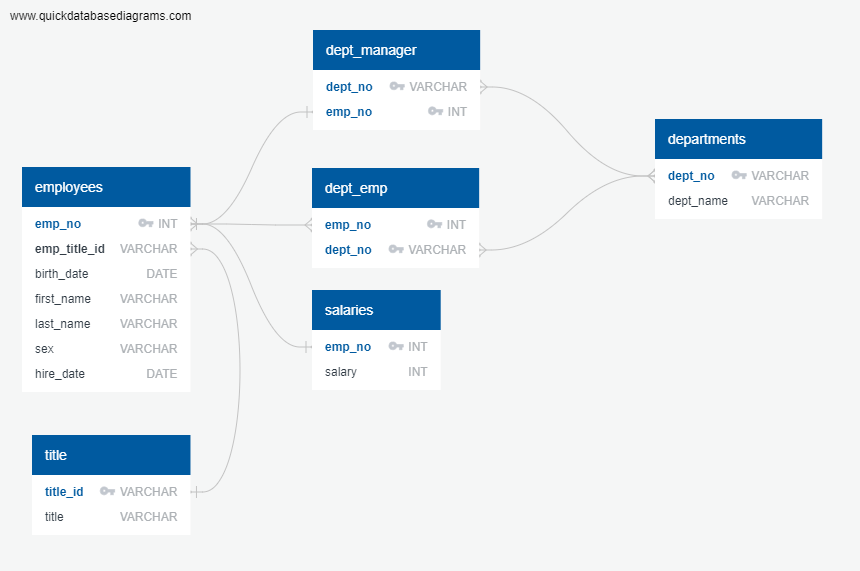 www.quickdatabasediagrams.com
dept_manager
dept_no VARCHAR
emp_no INT
departments
dept_no VARCHAR
dept_name VARCHAR
employees
emp_no INT
emp_title_id VARCHAR
birth_date DATE
first_name VARCHAR
last_name VARCHAR
sex VARCHAR
hire_date DATE
dept_emp
emp_no INT
dept_no VARCHAR
salaries
emp_no INT
salary INT
title
title_id VARCHAR
title VARCHAR